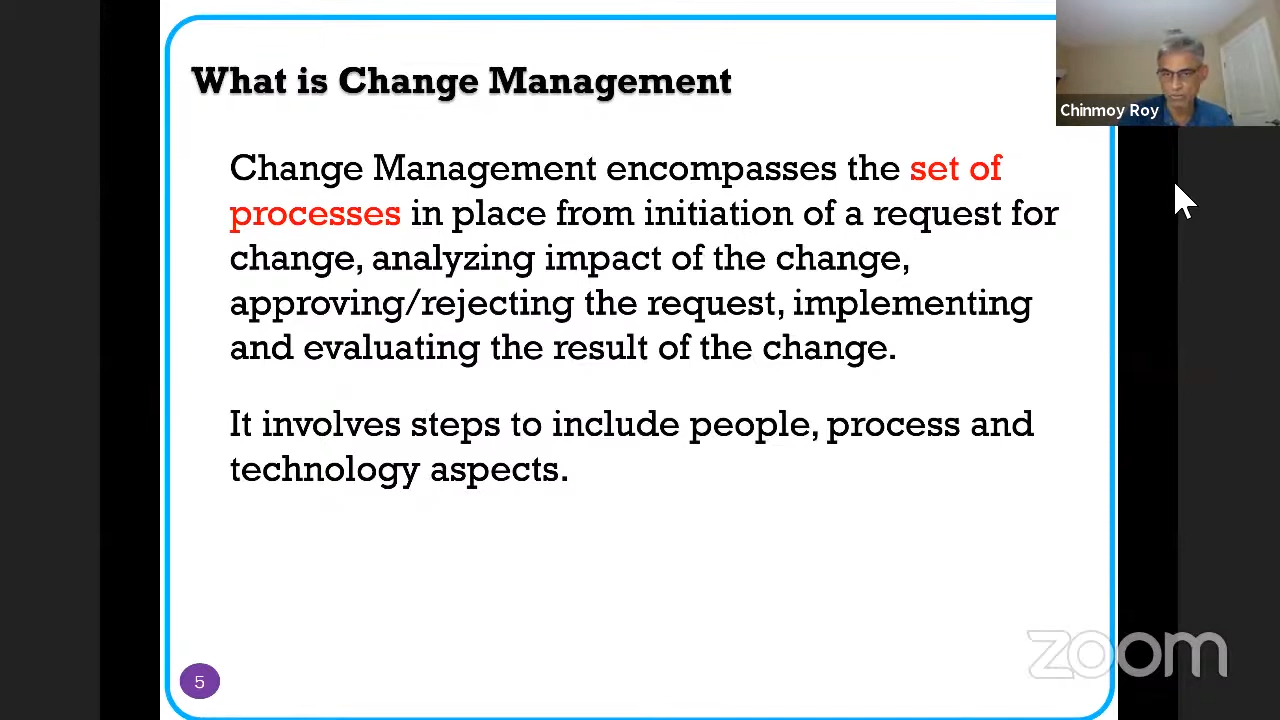 What is Change Management
Chinmoy Roy
Change Management encompasses the set of
processes in place from initiation of a request for
change, analyzing impact of the change,
approving/rejecting the request, implementing
and evaluating the result of the change.
It involves steps to include people, process and
technology aspects.
zoom
5